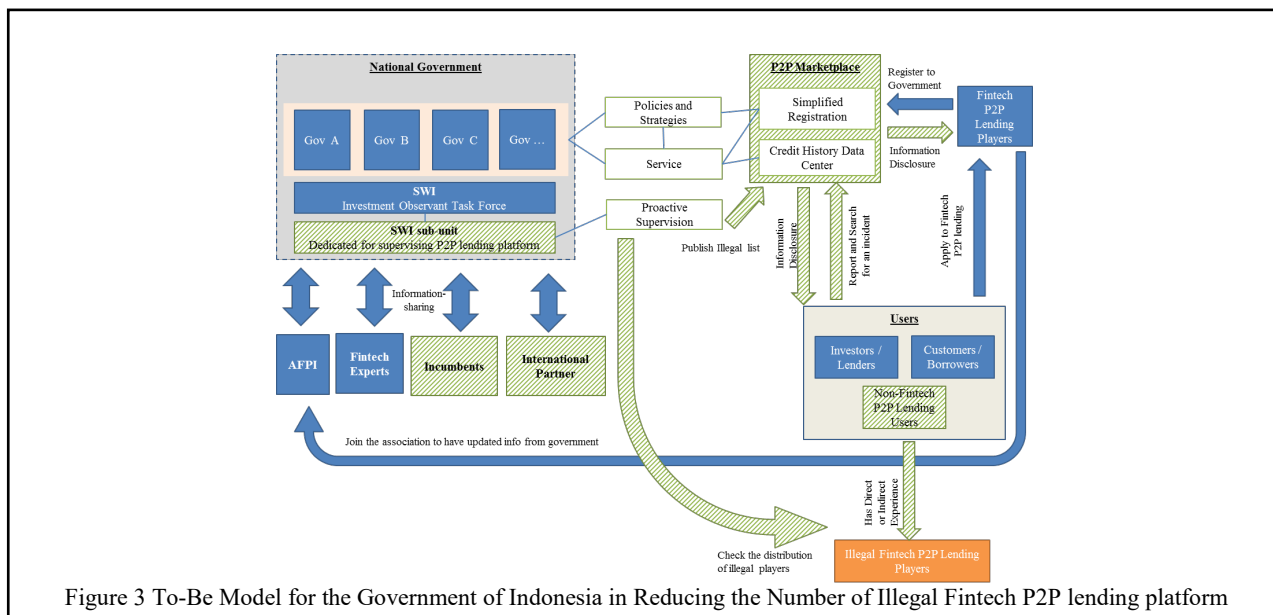 National Government
Gov A
Gov B
Gov C
Gov ...
SWI
Investment Observant Task Force
SWI sub-unit
Dedicated for supervising P2P lending platform
Policies and
Strategies
Service
Proactive
Supervision
P2P Marketplace
Simplified
Registration
Credit History Data
Center
Register to
Government
Information
Disclosure
Fintech
P2P
Lending
Players
Publish Illegal list
Information
Disclosure
Report and Search
for an incident
Apply to Fintech
P2P lending
Information-
sharing
AFPI
Fintech
Experts
Incumbents
International
Partner
Users
Investors /
Lenders
Customers /
Borrowers
Non-Fintech
P2P Lending
Users
Join the association to have updated info from government
Has Direct
or Indirect
Experience
Check the distribution
of illegal players
Illegal Fintech P2P Lending
Players
Figure 3 To-Be Model for the Government of Indonesia in Reducing the Number of Illegal Fintech P2P lending platform